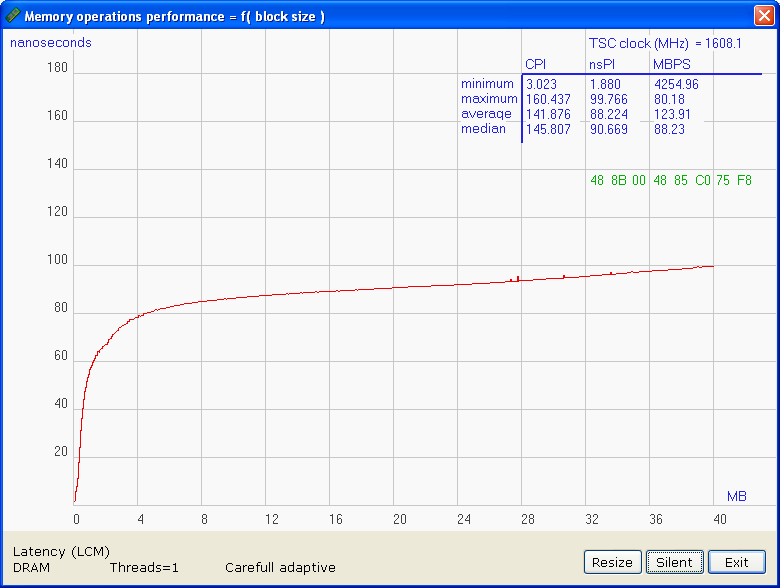 Memory operations performance = f( block size )
nanoseconds
TSC clock (MHz) = 1608.1
CPI nsPI MBPS
minimum 3.023 1.880 4254.96
maximum 160.437 99.766 80.18
average 141.876 88.224 123.91
median 145.807 90.669 88.23
48 8B 00 48 85 C0 75 F8
180
160
140
120
100
80
60
40
20
MB
0 4 8 12 16 20 24 28 32 36 40
Latency (LCM)
DRAM Threads=1 Carefull adaptive
Resize Silent Exit